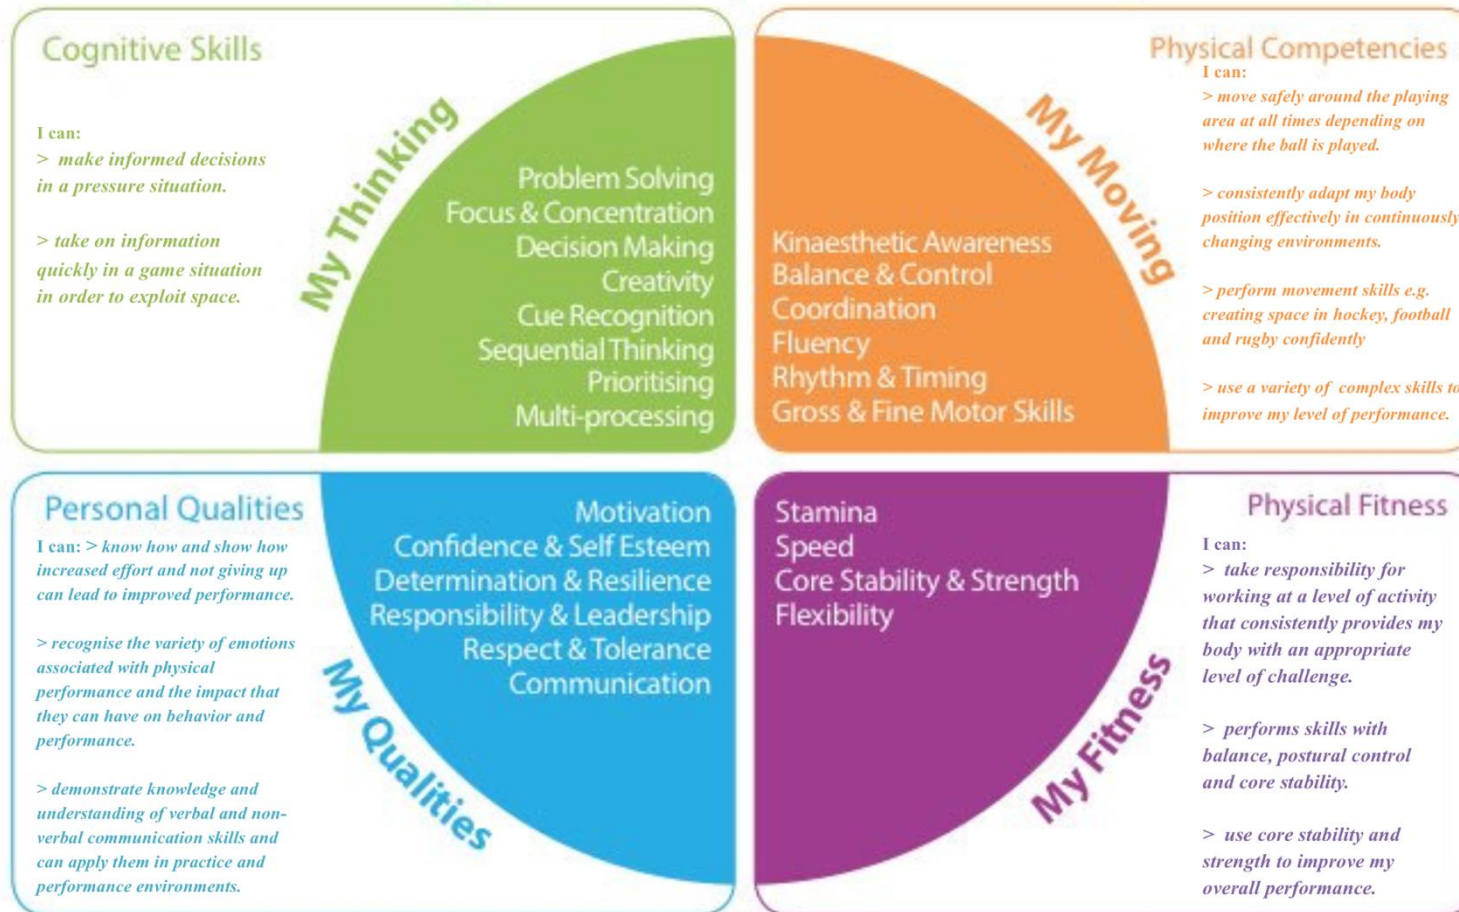 Cognitive Skills
I can:
> make informed decisions
in a pressure situation.
> take on information
quickly in a game situation
in order to exploit space.
My Thinking
Problem Solving
Focus & Concentration
Decision Making
Creativity
Cue Recognition
Sequential Thinking
Prioritising
Multi-processing
Physical Competencies
I can:
> move safely around the playing
area at all times depending on
where the ball is played.
> consistently adapt my body
position effectively in continuously
changing environments.
> perform movement skills e.g.
creating space in hockey, football
and rugby confidently
> use a variety of complex skills to
improve my level of performance.
My Moving
Kinaesthetic Awareness
Balance & Control
Coordination
Fluency
Rhythm & Timing
Gross & Fine Motor Skills
Personal Qualities
I can: > know how and show how
increased effort and not giving up
can lead to improved performance.
> recognise the variety of emotions
associated with physical
performance and the impact that
they can have on behavior and
performance.
> demonstrate knowledge and
understanding of verbal and non-
verbal communication skills and
can apply them in practice and
performance environments.
My Qualities
Motivation
Confidence & Self Esteem
Determination & Resilience
Responsibility & Leadership
Respect & Tolerance
Communication
Physical Fitness
I can:
> take responsibility for
working at a level of activity
that consistently provides my
body with an appropriate
level of challenge.
> performs skills with
balance, postural control
and core stability.
> use core stability and
strength to improve my
overall performance.
My Fitness
Stamina
Speed
Core Stability & Strength
Flexibility